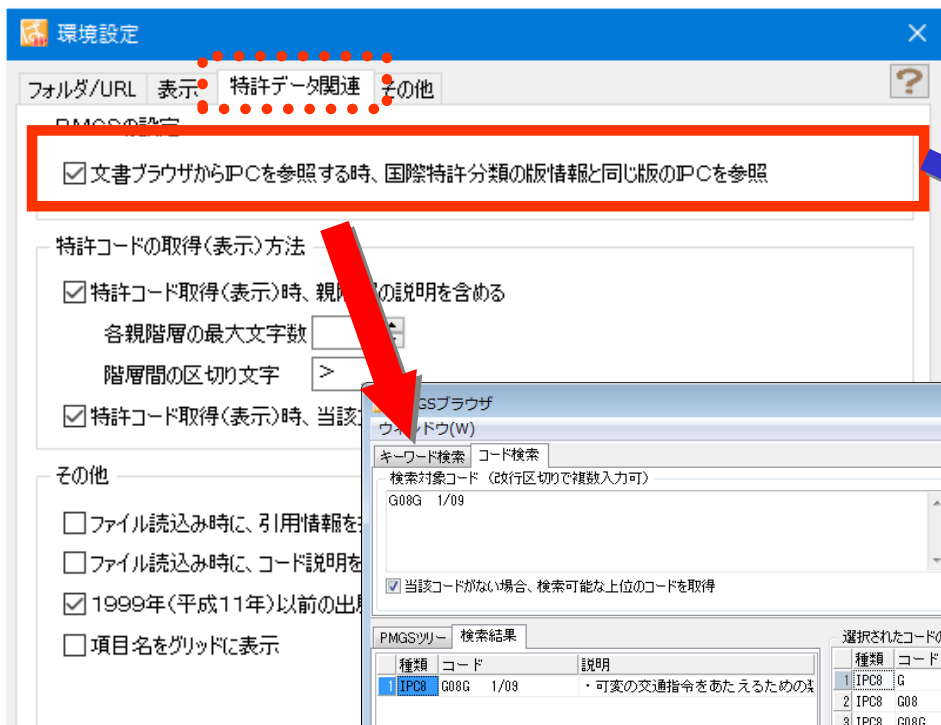 環境設定
フォルダ/URL 表示 特許データ関連 その他
PMGSの設定
文書ブラウザからIPCを参照する時、国際特許分類の版情報と同じ版のIPCを参照
特許コードの取得(表示)方法
特許コード取得(表示)時、親階層の説明を含める
各親階層の最大文字数
階層間の区切り文字 >
特許コード取得(表示)時、当該
その他
ファイル読込み時に、引用情報を
ファイル読込み時に、コード説明を
1999年(平成11年)以前の出
項目名をグリッドに表示
GSブラウザ
ウィンドウ(W)
キーワード検索 コード検索
検索対象コード (改行区切りで複数入力可)
G08G 1/09
当該コードがない場合、検索可能な上位のコードを取得
PMGSツリー 検索結果
種類 コード 説明
1 IPC8 G08G 1/09 ・可変の交通指令をあたえるための
選択されたコードの
種類 コード
1 IPC8 G
2 IPC8 G08
3 IPC8 G08G